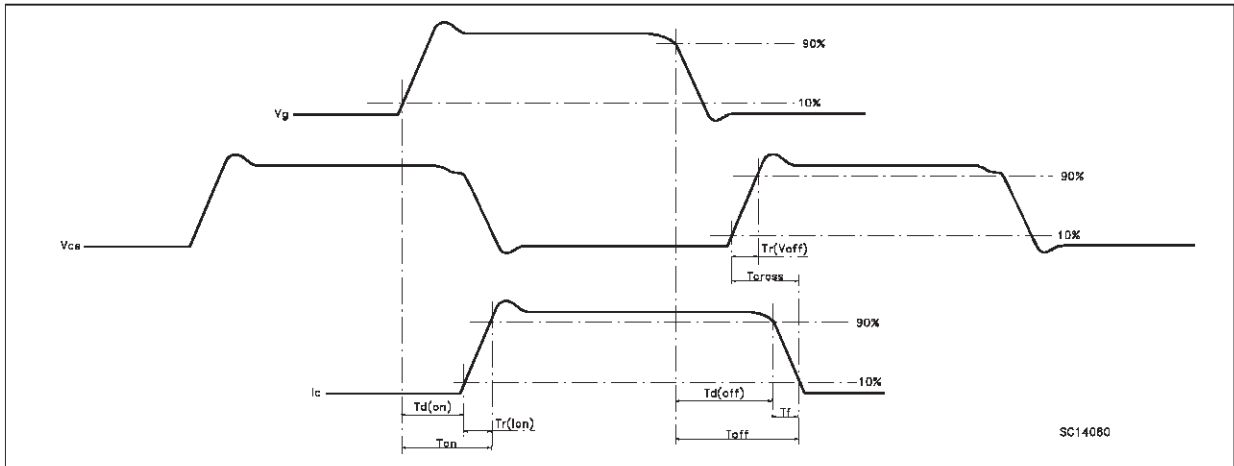 90%
10%
Vg
90%
Vce
10%
Tr(Voff)
Tcross
90%
Ic
10%
Td(on)
Td(off)
Tr(Ion)
Tf
Ton
Toff
SC14060